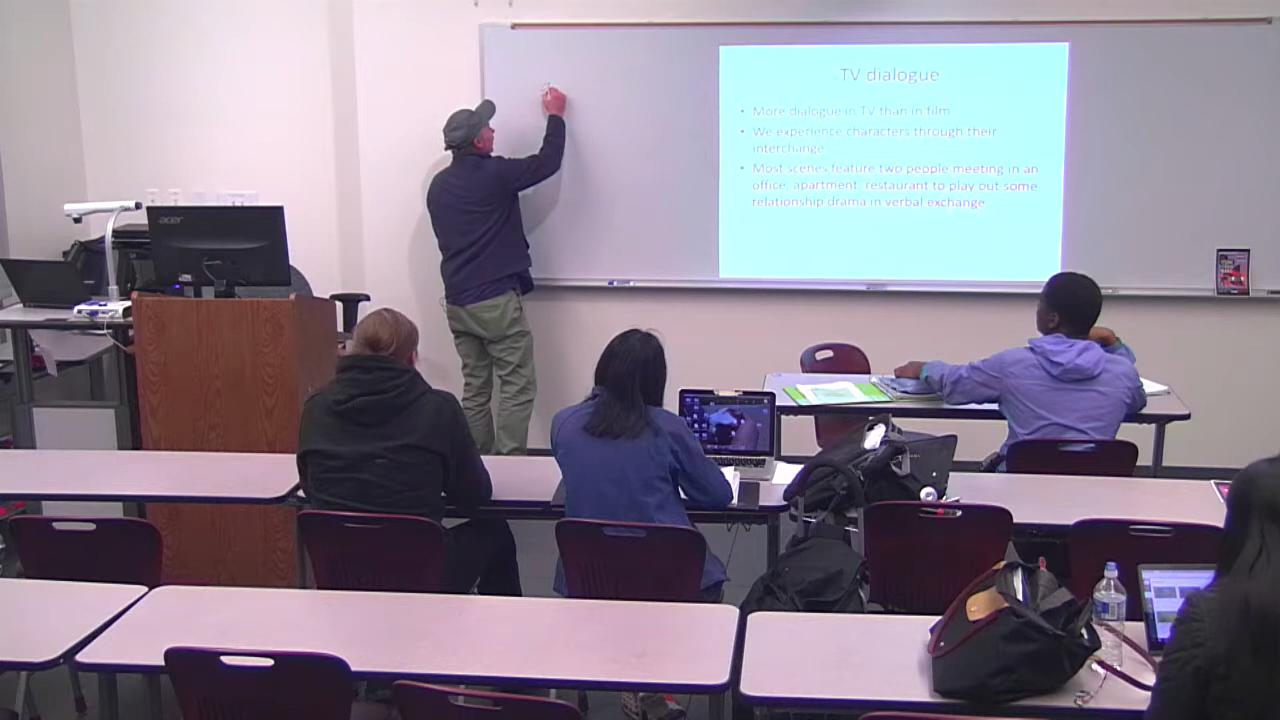 TV dialogue
• More dialogue in TV than in film
• We experience characters through their
interchange
• Most scenes feature two people meeting in an
office, apartment, restaurant to play out some
relationship drama in verbal exchange
acer